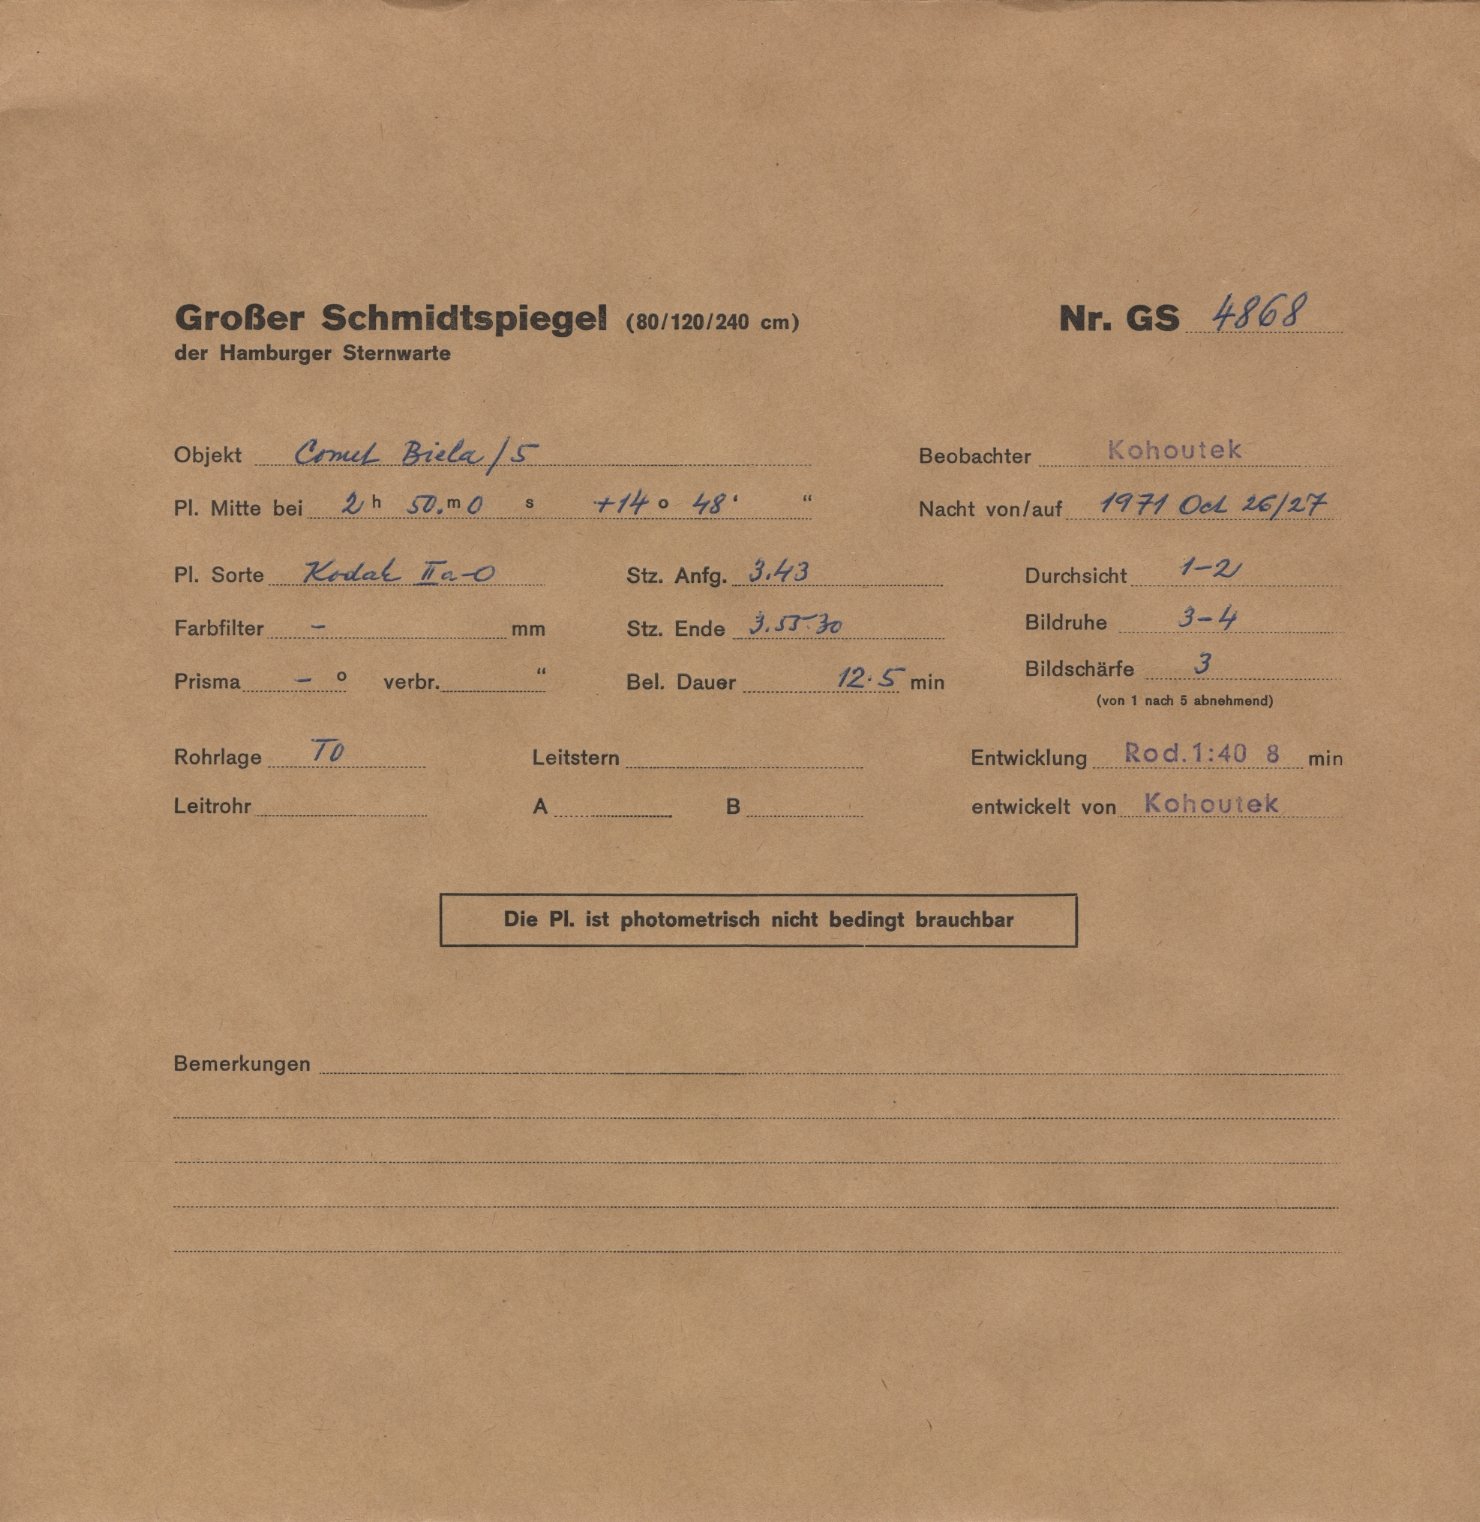 Großer Schmidtspiegel (80/120/240 cm) Nr. GS 4868
der Hamburger Sternwarte
Objekt Comet Biela/5 Beobachter Kohoutek
Pl. Mitte bei 2 h 50. m 0 s +14 o 48' “ Nacht von/auf 1971 Oct 26/27
Pl. Sorte Kodak IIa-O Stz. Anfg. 3.43 Durchsicht 1-2
Farbfilter - mm Stz. Ende 3.55.30 Bildruhe 3-4
Prisma - o verbr. “ Bel. Dauer 12.5 min Bildschärfe 3
(von 1 nach 5 abnehmend)
Rohrlage TO Leitstern Entwicklung Rod.1:40 8 min
Leitrohr A B entwickelt von Kohoutek
Die Pl. ist photometrisch nicht bedingt brauchbar
Bemerkungen